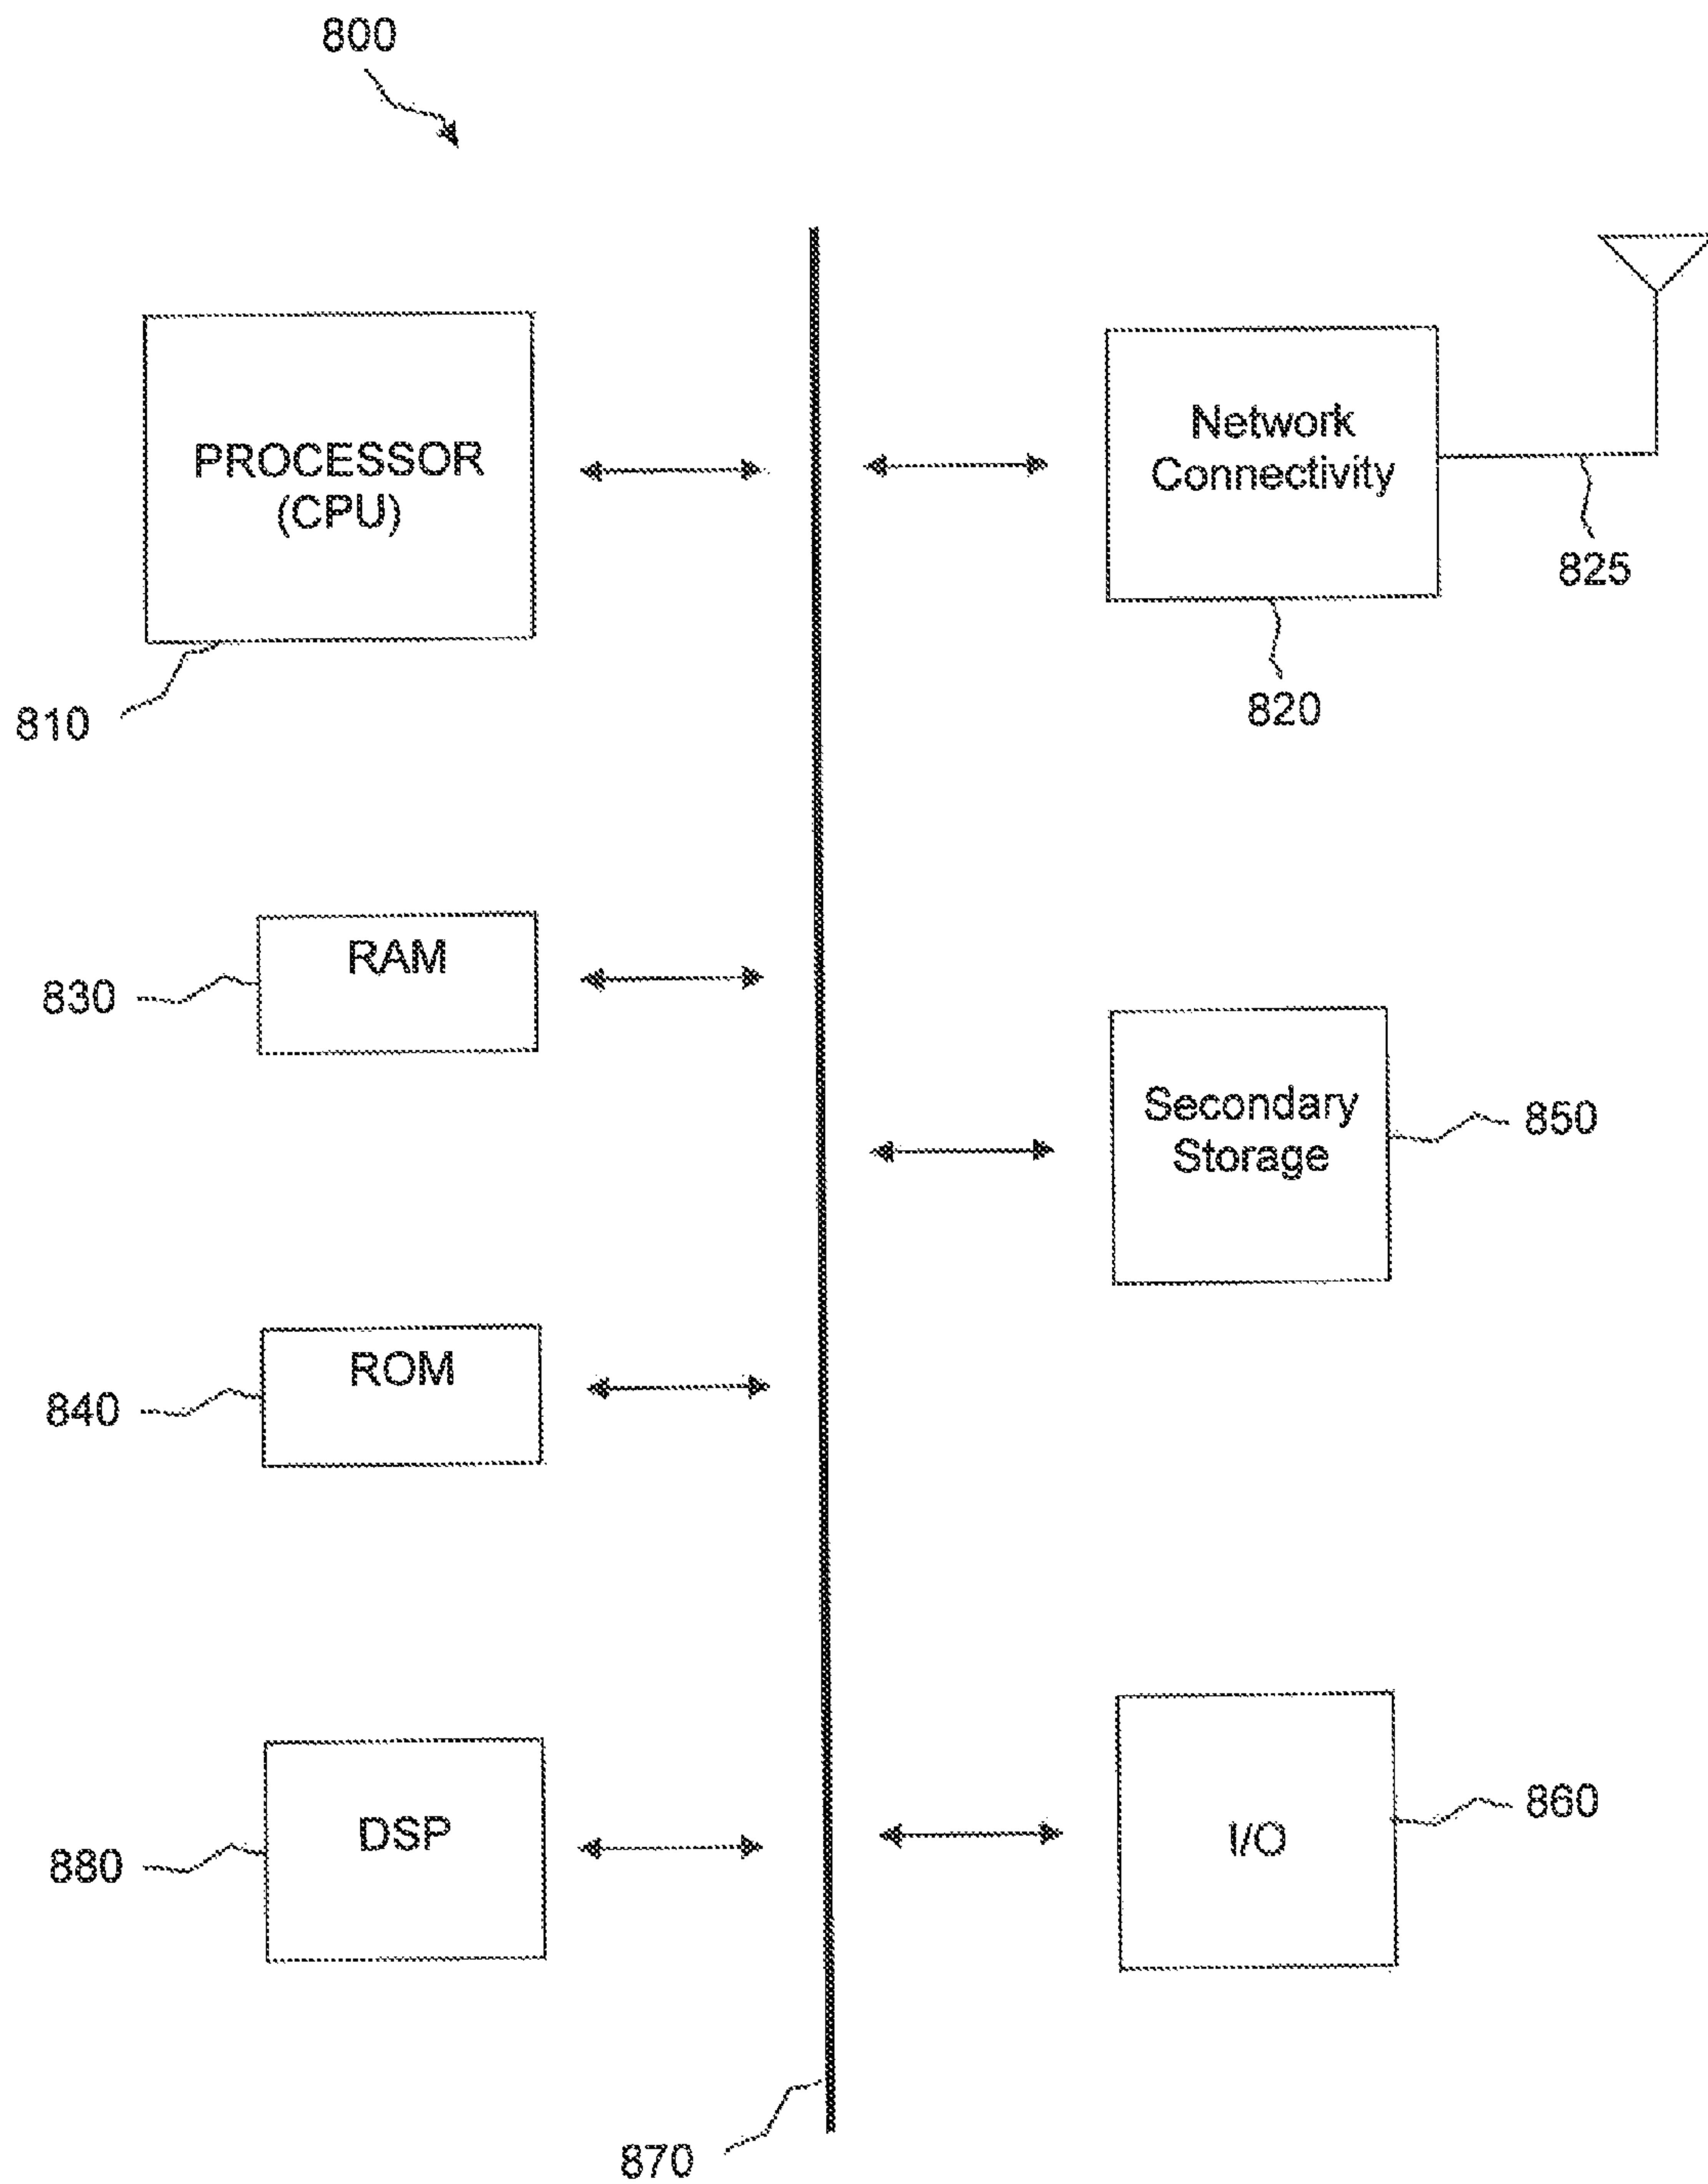 800
PROCESSOR
(CPU)
810
Network
Connectivity
825
820
RAM
830
Secondary
Storage
850
ROM
840
DSP
880
I/O
860
870